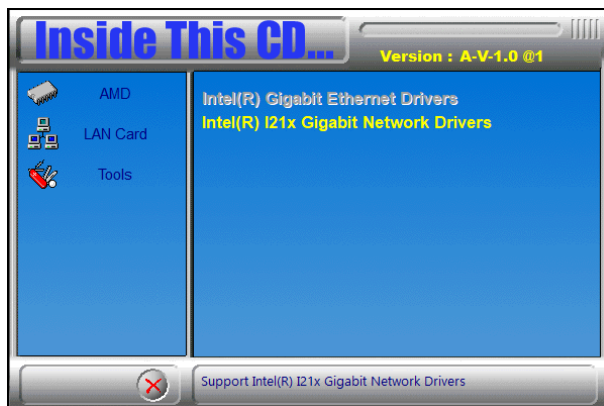 Inside This CD...
Version : A-V-1.0 @1
AMD
LAN Card
Tools
Intel(R) Gigabit Ethernet Drivers
Intel(R) I21x Gigabit Network Drivers
Support Intel(R) I21x Gigabit Network Drivers